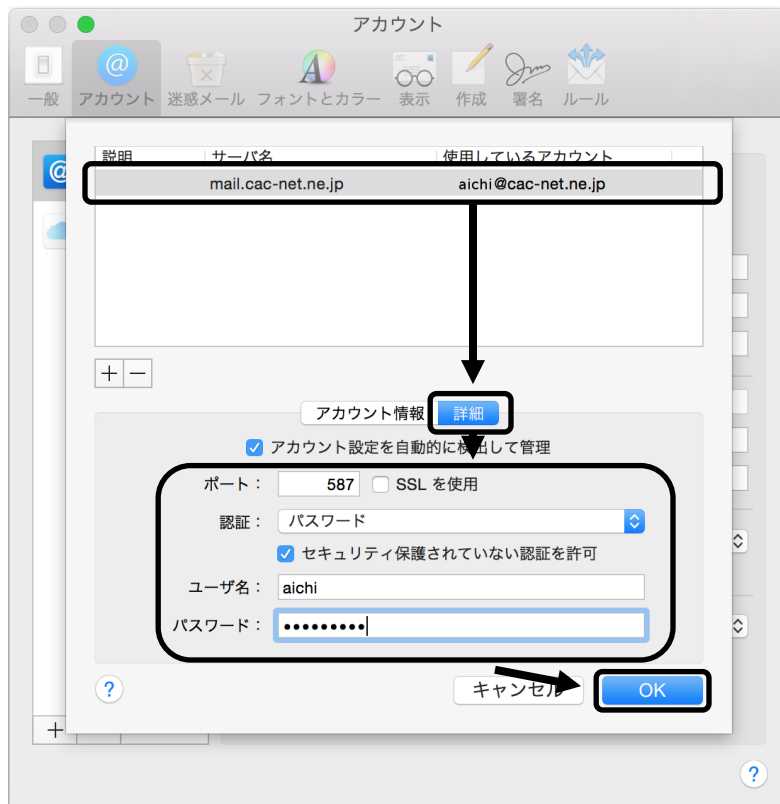 アカウント
一般 アカウント 迷惑メール フォントとカラー 表示 作成 署名 ルール
説明 サーバ名 使用しているアカウント
mail.cac-net.ne.jp aichi@cac-net.ne.jp
アカウント情報 詳細
アカウント設定を自動的に検出して管理
ポート： 587 SSL を使用
認証： パスワード
セキュリティ保護されていない認証を許可
ユーザ名： aichi
パスワード： •••••••••
? キャンセル OK
?